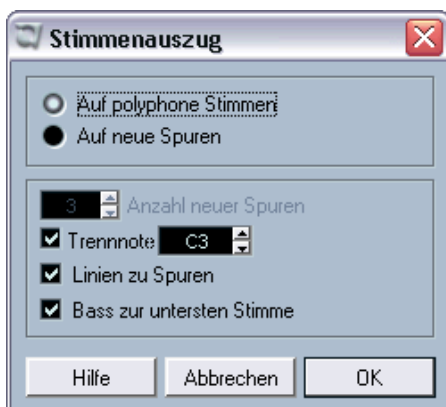 Stimmenauszug
Auf polyphone Stimmen
Auf neue Spuren
3 Anzahl neuer Spuren
Trennnote C3
Linien zu Spuren
Bass zur untersten Stimme
Hilfe Abbrechen OK